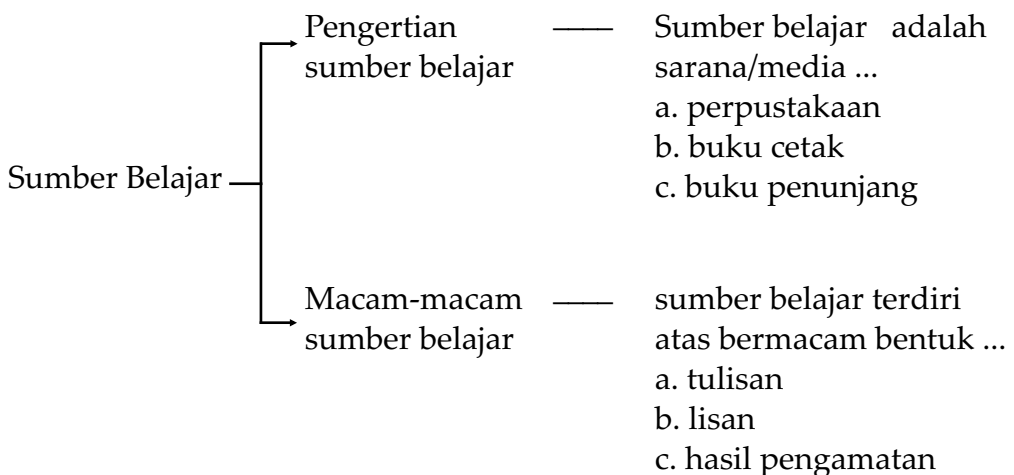 Sumber Belajar
Pengertian
sumber belajar
Sumber belajar adalah
sarana/media ...
a. perpustakaan
b. buku cetak
c. buku penunjang
Macam-macam
sumber belajar
sumber belajar terdiri
atas bermacam bentuk ...
a. tulisan
b. lisan
c. hasil pengamatan